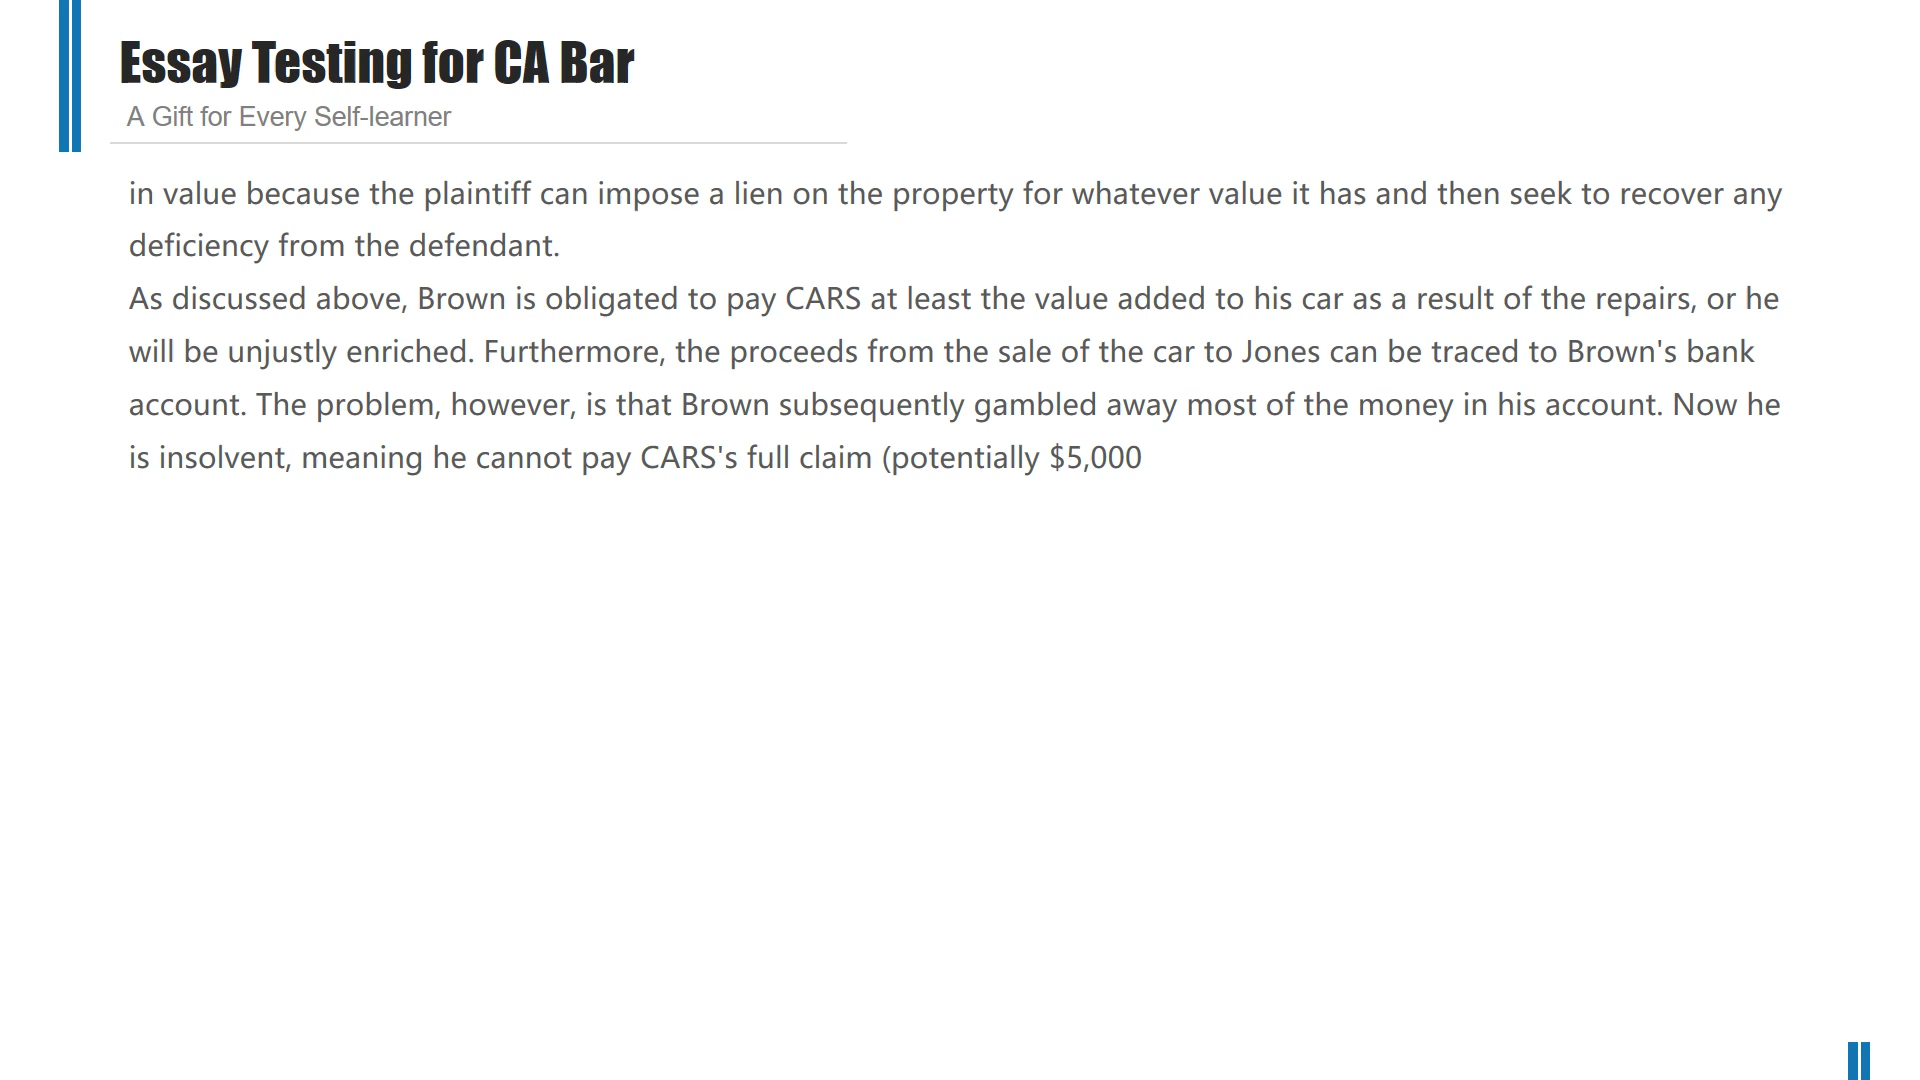 Essay Testing for CA Bar
A Gift for Every Self-learner
in value because the plaintiff can impose a lien on the property for whatever value it has and then seek to recover any
deficiency from the defendant.
As discussed above, Brown is obligated to pay CARS at least the value added to his car as a result of the repairs, or he
will be unjustly enriched. Furthermore, the proceeds from the sale of the car to Jones can be traced to Brown's bank
account. The problem, however, is that Brown subsequently gambled away most of the money in his account. Now he
is insolvent, meaning he cannot pay CARS's full claim (potentially $5,000